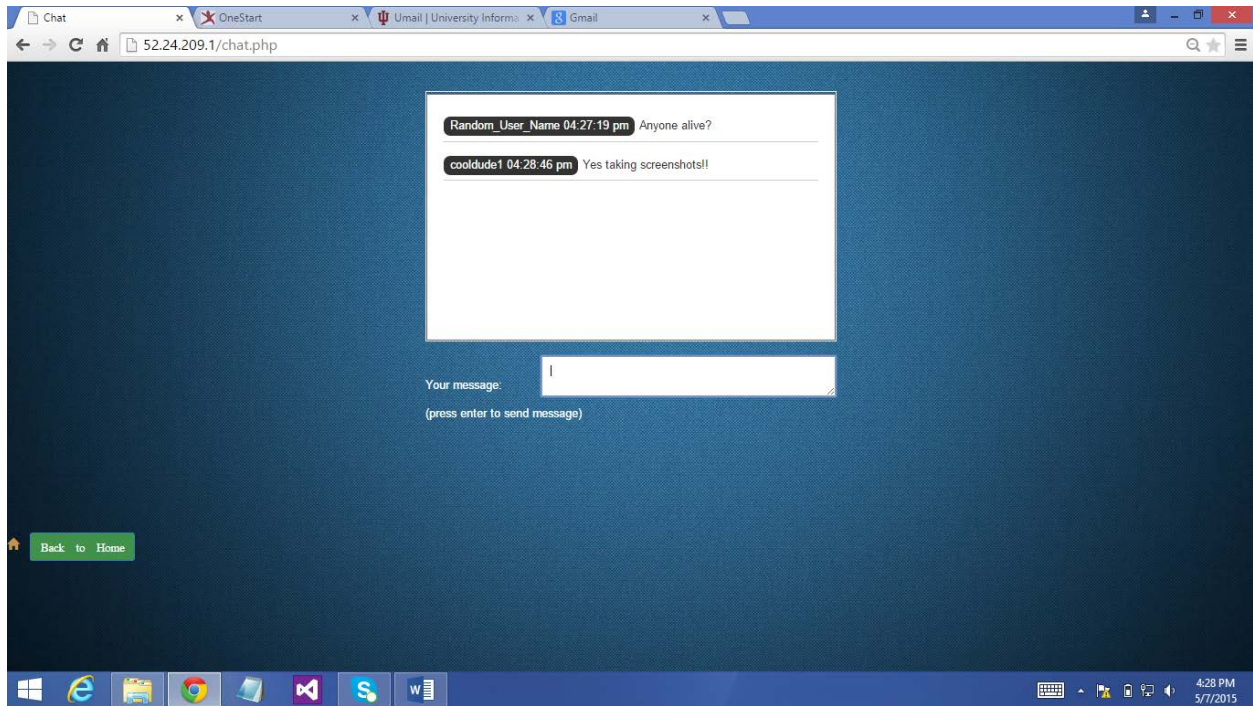 Chat
OneStart
Umail | University Informa
Gmail
52.24.209.1/chat.php
Random_User_Name 04:27:19 pm Anyone alive?
cooldude1 04:28:46 pm Yes taking screenshots!!
Your message:
(press enter to send message)
Back to Home
4:28 PM
5/7/2015